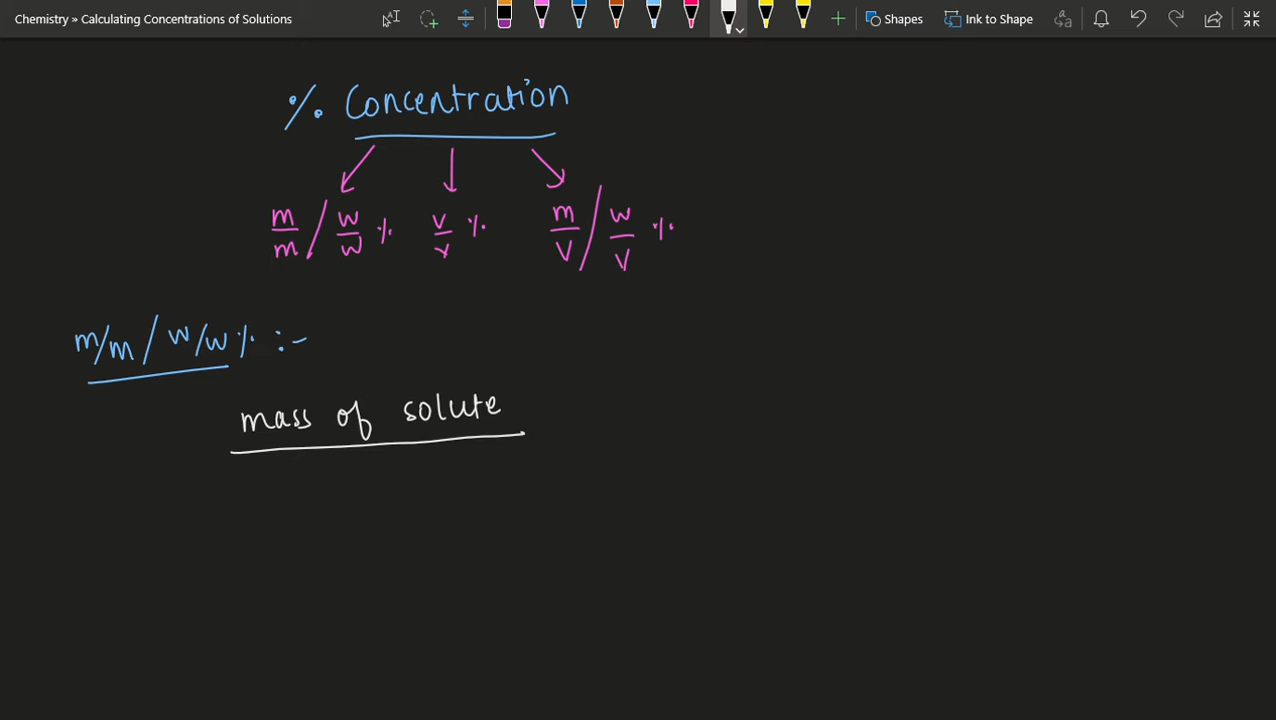 Chemistry » Calculating Concentrations of Solutions
Shapes
Ink to Shape
% Concentration
m/m / w/w % v/v % m/V / w/V %
m/m / w/w % :-
mass of solute